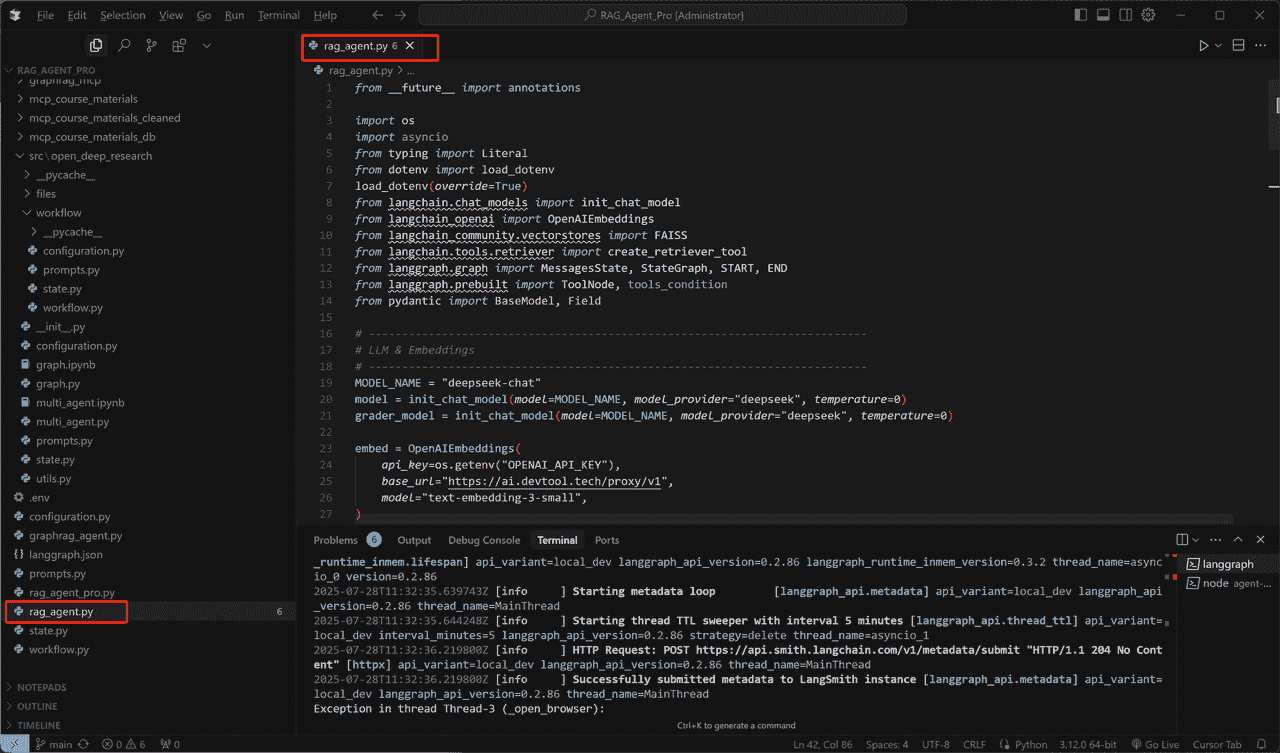 File Edit Selection View Go Run Terminal Help
RAG_Agent_Pro [Administrator]
RAG_AGENT_PRO
graphrag_mcp
mcp_course_materials
mcp_course_materials_cleaned
mcp_course_materials_db
src\open_deep_research
__pycache__
files
workflow
__pycache__
configuration.py
prompts.py
state.py
workflow.py
__init__.py
configuration.py
graph.ipynb
graph.py
multi_agent.ipynb
multi_agent.py
prompts.py
state.py
utils.py
.env
configuration.py
graphrag_agent.py
langgraph.json
prompts.py
rag_agent_pro.py
rag_agent.py 6
state.py
workflow.py
NOTEPADS
OUTLINE
TIMELINE
rag_agent.py 6
rag_agent.py > ...
1 from __future__ import annotations
2
3 import os
4 import asyncio
5 from typing import Literal
6 from dotenv import load_dotenv
7 load_dotenv(override=True)
8 from langchain.chat_models import init_chat_model
9 from langchain_openai import OpenAIEmbeddings
10 from langchain_community.vectorstores import FAISS
11 from langchain.tools.retriever import create_retriever_tool
12 from langgraph.graph import MessagesState, StateGraph, START, END
13 from langgraph.prebuilt import ToolNode, tools_condition
14 from pydantic import BaseModel, Field
15
16 # ---------------------------------------------------------------------------
17 # LLM & Embeddings
18 # ---------------------------------------------------------------------------
19 MODEL_NAME = "deepseek-chat"
20 model = init_chat_model(model=MODEL_NAME, model_provider="deepseek", temperature=0)
21 grader_model = init_chat_model(model=MODEL_NAME, model_provider="deepseek", temperature=0)
22
23 embed = OpenAIEmbeddings(
24 api_key=os.getenv("OPENAI_API_KEY"),
25 base_url="https://ai.devtool.tech/proxy/v1",
26 model="text-embedding-3-small",
27 )
Problems 6 Output Debug Console Terminal Ports
_runtime_inmem.lifespan] api_variant=local_dev langgraph_api_version=0.2.86 langgraph_runtime_inmem_version=0.3.2 thread_name=async
io_0 version=0.2.86
2025-07-28T11:32:35.639743Z [info ] Starting metadata loop [langgraph_api.metadata] api_variant=local_dev langgraph_api
_version=0.2.86 thread_name=MainThread
2025-07-28T11:32:35.644248Z [info ] Starting thread TTL sweeper with interval 5 minutes [langgraph_api.thread_ttl] api_variant=
local_dev interval_minutes=5 langgraph_api_version=0.2.86 strategy=delete thread_name=asyncio_1
2025-07-28T11:32:36.219800Z [info ] HTTP Request: POST https://api.smith.langchain.com/v1/metadata/submit "HTTP/1.1 204 No Cont
ent" [httpx] api_variant=local_dev langgraph_api_version=0.2.86 thread_name=MainThread
2025-07-28T11:32:36.219800Z [info ] Successfully submitted metadata to LangSmith instance [langgraph_api.metadata] api_variant=
local_dev langgraph_api_version=0.2.86 thread_name=MainThread
Exception in thread Thread-3 (_open_browser):
Ctrl+K to generate a command
langgraph
node agent-...
main 0 6 0
Ln 42, Col 86 Spaces: 4 UTF-8 CRLF Python 3.12.0 64-bit Go Live Cursor Tab